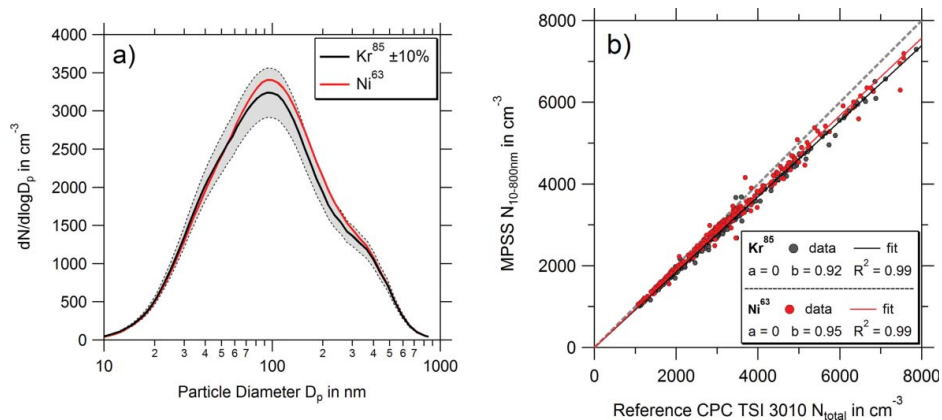 a)
Kr⁸⁵ ±10%
Ni⁶³
dN/dlogDₚ in cm⁻³
4000
3500
3000
2500
2000
1500
1000
500
0
10 2 3 4 5 6 7 100 2 3 4 5 6 7 1000
Particle Diameter Dₚ in nm
b)
MPSS N₁₀₋₈₀₀ₙₘ in cm⁻³
8000
6000
4000
2000
0
Kr⁸⁵ data fit
a = 0 b = 0.92 R² = 0.99
Ni⁶³ data fit
a = 0 b = 0.95 R² = 0.99
0 2000 4000 6000 8000
Reference CPC TSI 3010 Nₜₒₜₐₗ in cm⁻³